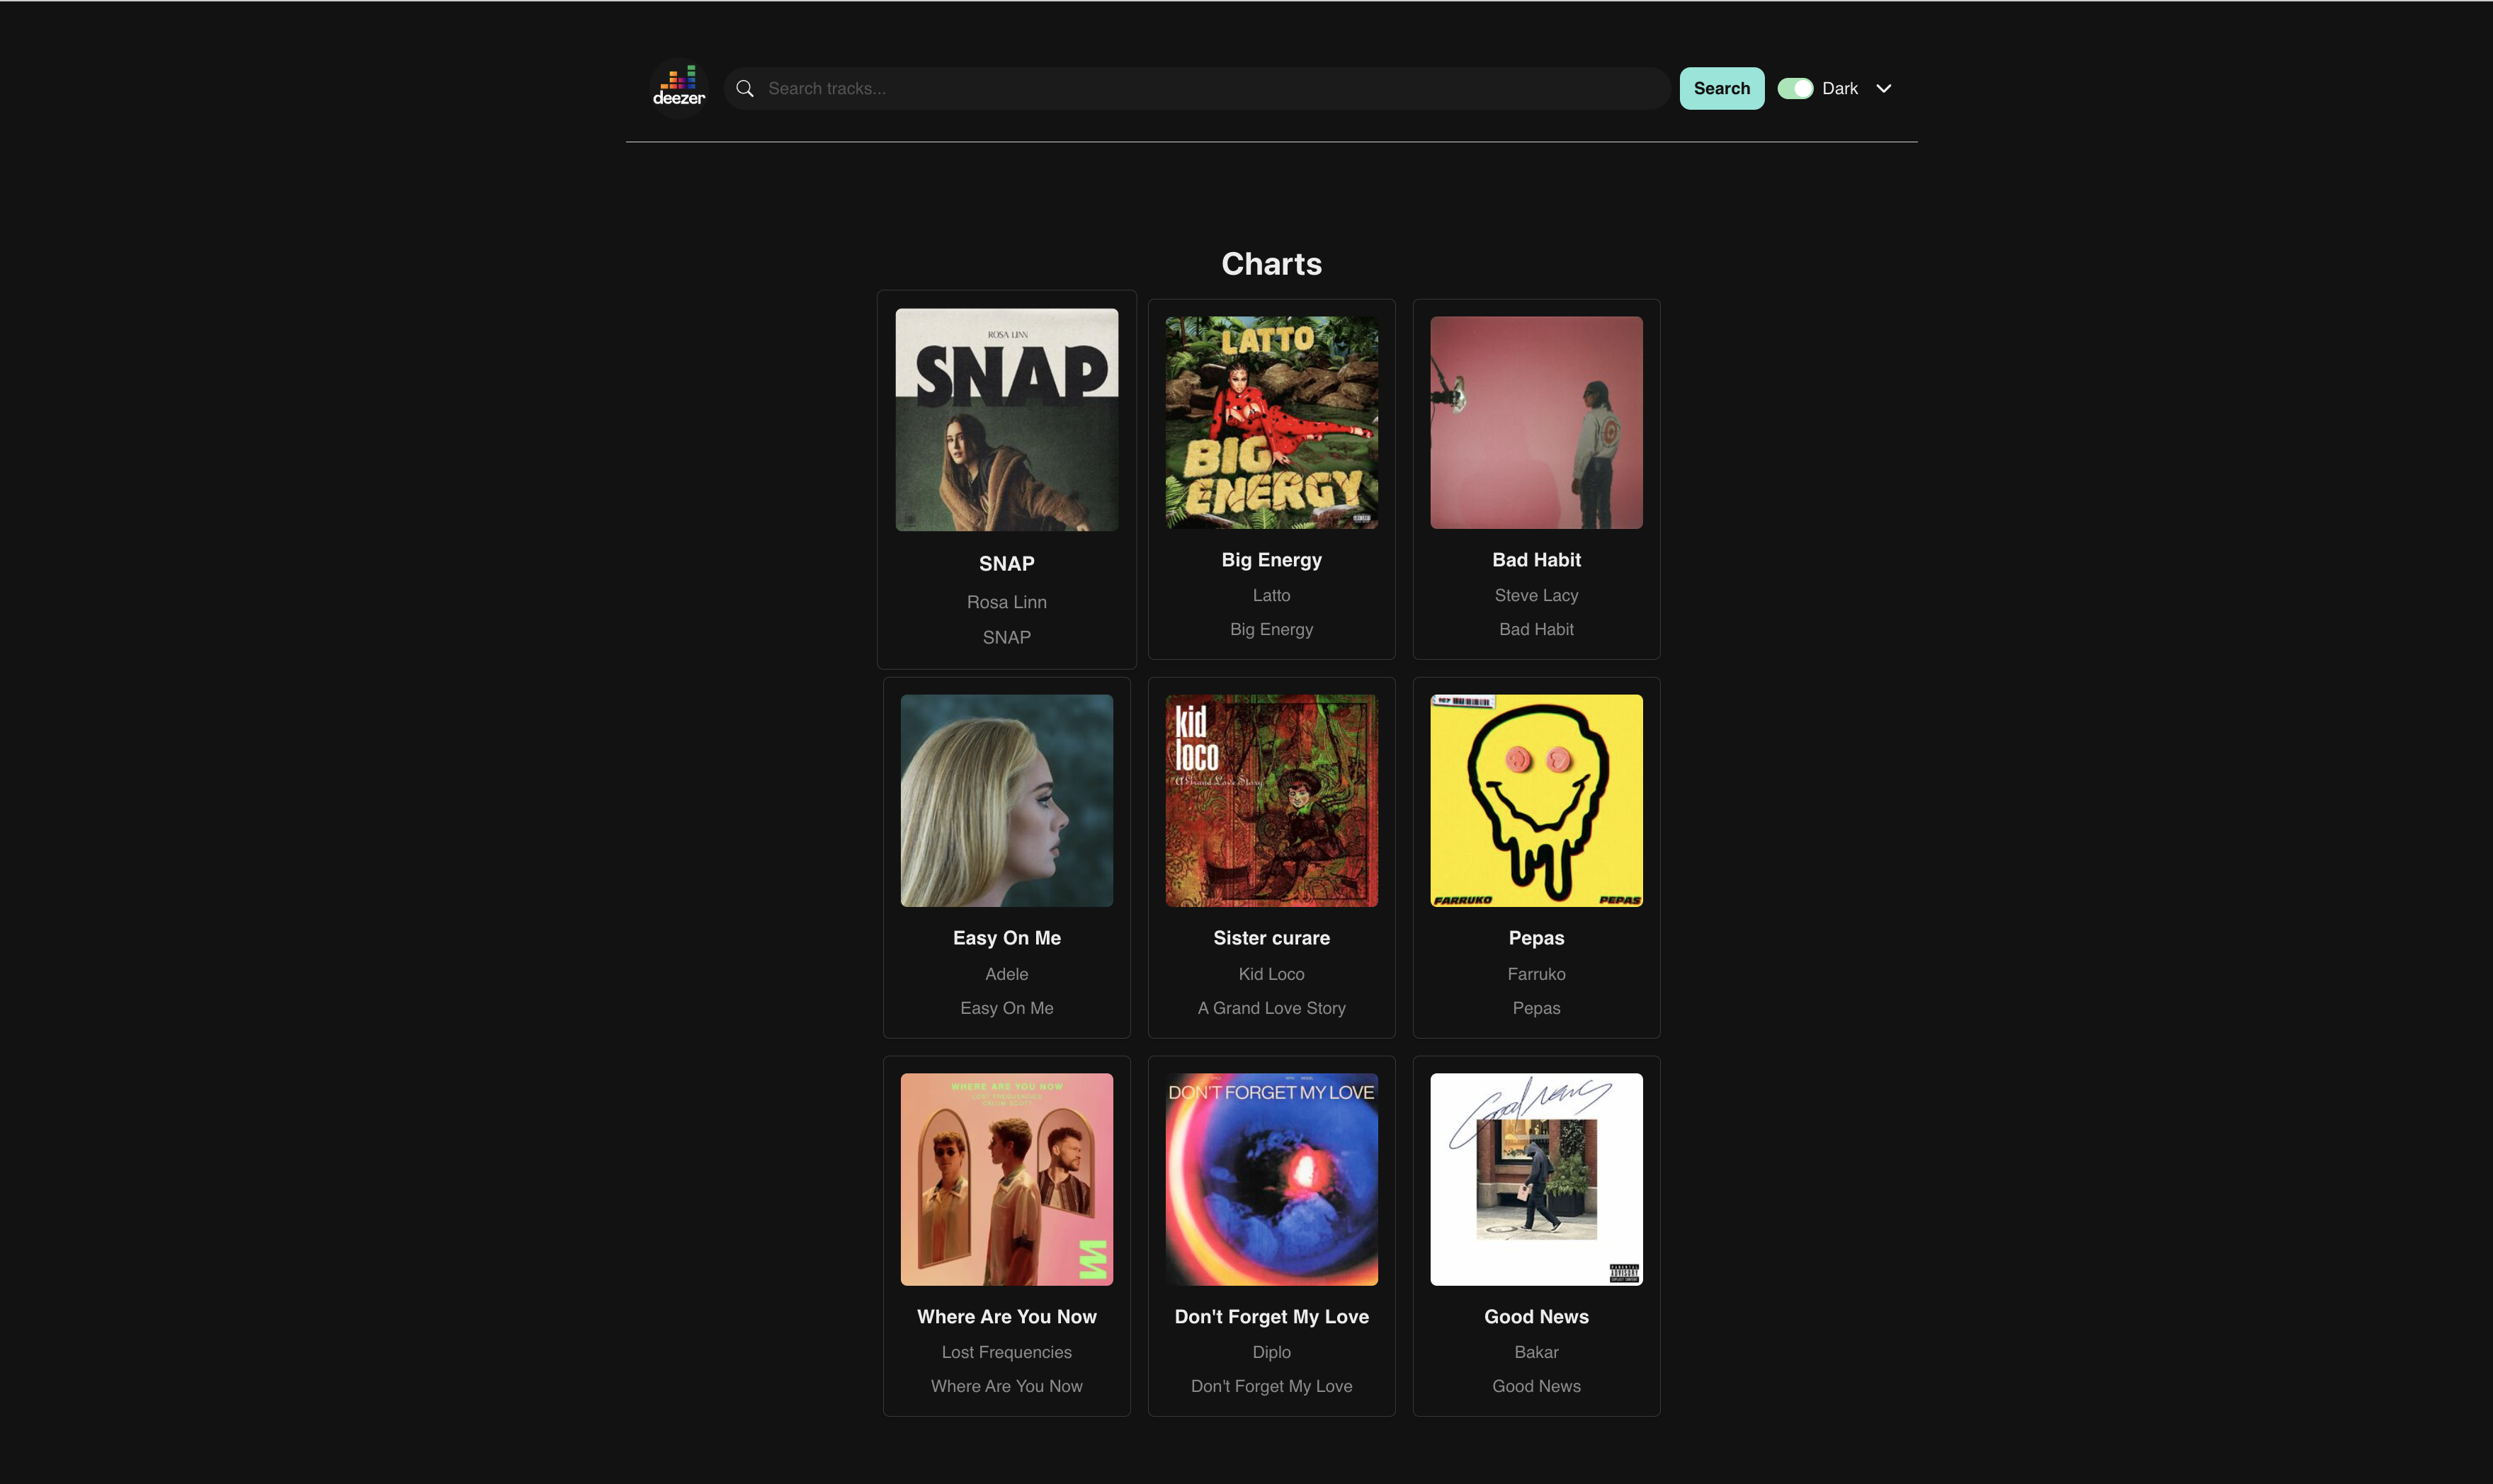 deezer
Search tracks...
Search
Dark
Charts
ROSA LINN
SNAP
SNAP
Rosa Linn
SNAP
LATTO
BIG
ENERGY
Big Energy
Latto
Big Energy
Bad Habit
Steve Lacy
Bad Habit
Easy On Me
Adele
Easy On Me
kid
loco
A Grand Love Story
Sister curare
Kid Loco
A Grand Love Story
FARRUKO
PEPAS
Pepas
Farruko
Pepas
WHERE ARE YOU NOW
LOST FREQUENCIES
CALUM SCOTT
Where Are You Now
Lost Frequencies
Where Are You Now
DON'T FORGET MY LOVE
Don't Forget My Love
Diplo
Don't Forget My Love
Good News
PARENTAL
ADVISORY
EXPLICIT CONTENT
Good News
Bakar
Good News